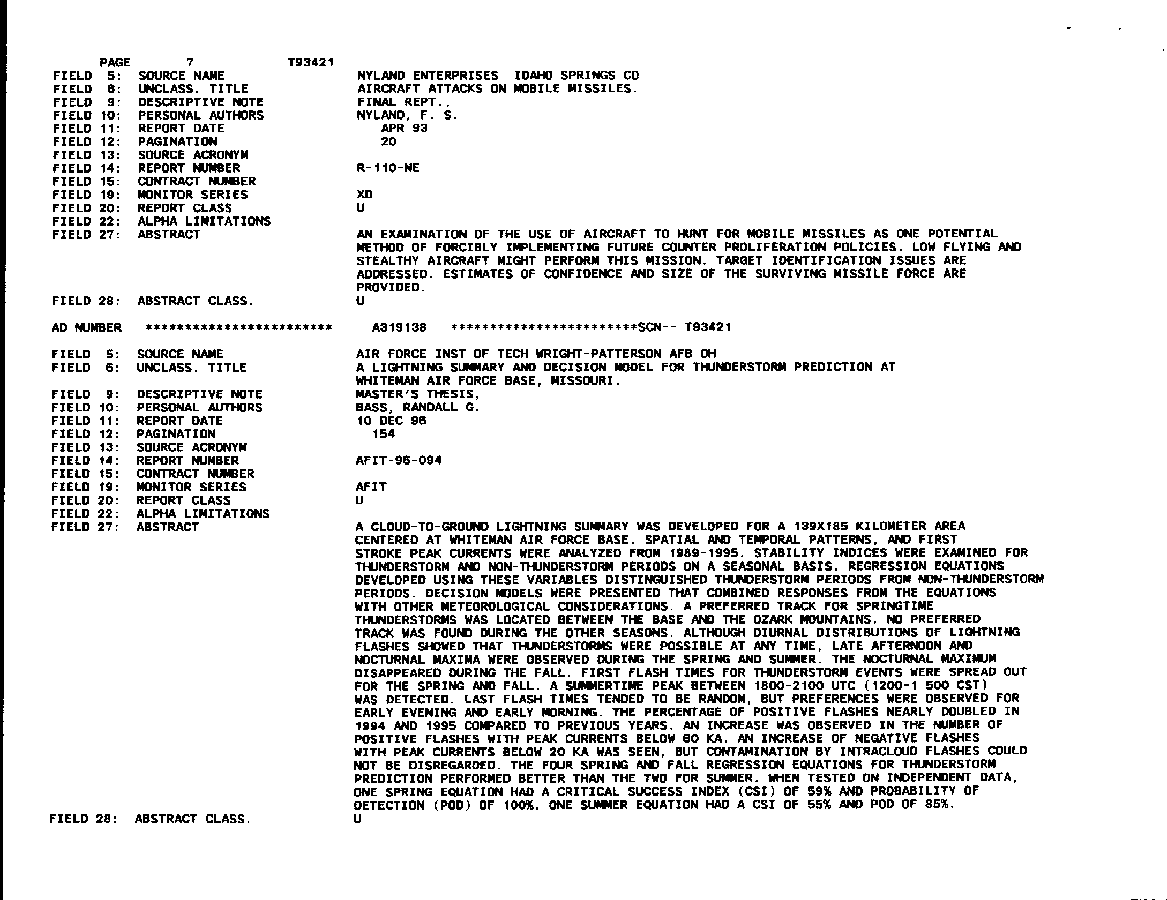 PAGE 7 T93421
FIELD 5: SOURCE NAME NYLAND ENTERPRISES IDAHO SPRINGS CO
FIELD 6: UNCLASS. TITLE AIRCRAFT ATTACKS ON MOBILE MISSILES.
FIELD 9: DESCRIPTIVE NOTE FINAL REPT.,
FIELD 10: PERSONAL AUTHORS NYLAND, F. S.
FIELD 11: REPORT DATE APR 93
FIELD 12: PAGINATION 20
FIELD 13: SOURCE ACRONYM
FIELD 14: REPORT NUMBER R-110-NE
FIELD 15: CONTRACT NUMBER
FIELD 19: MONITOR SERIES XD
FIELD 20: REPORT CLASS U
FIELD 22: ALPHA LIMITATIONS
FIELD 27: ABSTRACT AN EXAMINATION OF THE USE OF AIRCRAFT TO HUNT FOR MOBILE MISSILES AS ONE POTENTIAL
METHOD OF FORCIBLY IMPLEMENTING FUTURE COUNTER PROLIFERATION POLICIES. LOW FLYING AND
STEALTHY AIRCRAFT MIGHT PERFORM THIS MISSION. TARGET IDENTIFICATION ISSUES ARE
ADDRESSED. ESTIMATES OF CONFIDENCE AND SIZE OF THE SURVIVING MISSILE FORCE ARE
PROVIDED.
FIELD 28: ABSTRACT CLASS. U
AD NUMBER ************************ A319138 ************************SCN-- T93421
FIELD 5: SOURCE NAME AIR FORCE INST OF TECH WRIGHT-PATTERSON AFB OH
FIELD 6: UNCLASS. TITLE A LIGHTNING SUMMARY AND DECISION MODEL FOR THUNDERSTORM PREDICTION AT
WHITEMAN AIR FORCE BASE, MISSOURI.
FIELD 9: DESCRIPTIVE NOTE MASTER'S THESIS,
FIELD 10: PERSONAL AUTHORS BASS, RANDALL G.
FIELD 11: REPORT DATE 10 DEC 96
FIELD 12: PAGINATION 154
FIELD 13: SOURCE ACRONYM
FIELD 14: REPORT NUMBER AFIT-96-094
FIELD 15: CONTRACT NUMBER
FIELD 19: MONITOR SERIES AFIT
FIELD 20: REPORT CLASS U
FIELD 22: ALPHA LIMITATIONS
FIELD 27: ABSTRACT A CLOUD-TO-GROUND LIGHTNING SUMMARY WAS DEVELOPED FOR A 139X185 KILOMETER AREA
CENTERED AT WHITEMAN AIR FORCE BASE. SPATIAL AND TEMPORAL PATTERNS, AND FIRST
STROKE PEAK CURRENTS WERE ANALYZED FROM 1989-1995. STABILITY INDICES WERE EXAMINED FOR
THUNDERSTORM AND NON-THUNDERSTORM PERIODS ON A SEASONAL BASIS. REGRESSION EQUATIONS
DEVELOPED USING THESE VARIABLES DISTINGUISHED THUNDERSTORM PERIODS FROM NON-THUNDERSTORM
PERIODS. DECISION MODELS WERE PRESENTED THAT COMBINED RESPONSES FROM THE EQUATIONS
WITH OTHER METEOROLOGICAL CONSIDERATIONS. A PREFERRED TRACK FOR SPRINGTIME
THUNDERSTORMS WAS LOCATED BETWEEN THE BASE AND THE OZARK MOUNTAINS. NO PREFERRED
TRACK WAS FOUND DURING THE OTHER SEASONS. ALTHOUGH DIURNAL DISTRIBUTIONS OF LIGHTNING
FLASHES SHOWED THAT THUNDERSTORMS WERE POSSIBLE AT ANY TIME, LATE AFTERNOON AND
NOCTURNAL MAXIMA WERE OBSERVED DURING THE SPRING AND SUMMER. THE NOCTURNAL MAXIMUM
DISAPPEARED DURING THE FALL. FIRST FLASH TIMES FOR THUNDERSTORM EVENTS WERE SPREAD OUT
FOR THE SPRING AND FALL. A SUMMERTIME PEAK BETWEEN 1800-2100 UTC (1200-1 500 CST)
WAS DETECTED. LAST FLASH TIMES TENDED TO BE RANDOM, BUT PREFERENCES WERE OBSERVED FOR
EARLY EVENING AND EARLY MORNING. THE PERCENTAGE OF POSITIVE FLASHES NEARLY DOUBLED IN
1994 AND 1995 COMPARED TO PREVIOUS YEARS. AN INCREASE WAS OBSERVED IN THE NUMBER OF
POSITIVE FLASHES WITH PEAK CURRENTS BELOW 60 KA. AN INCREASE OF NEGATIVE FLASHES
WITH PEAK CURRENTS BELOW 20 KA WAS SEEN, BUT CONTAMINATION BY INTRACLOUD FLASHES COULD
NOT BE DISREGARDED. THE FOUR SPRING AND FALL REGRESSION EQUATIONS FOR THUNDERSTORM
PREDICTION PERFORMED BETTER THAN THE TWO FOR SUMMER. WHEN TESTED ON INDEPENDENT DATA,
ONE SPRING EQUATION HAD A CRITICAL SUCCESS INDEX (CSI) OF 59% AND PROBABILITY OF
DETECTION (POD) OF 100%. ONE SUMMER EQUATION HAD A CSI OF 55% AND POD OF 85%.
FIELD 28: ABSTRACT CLASS. U